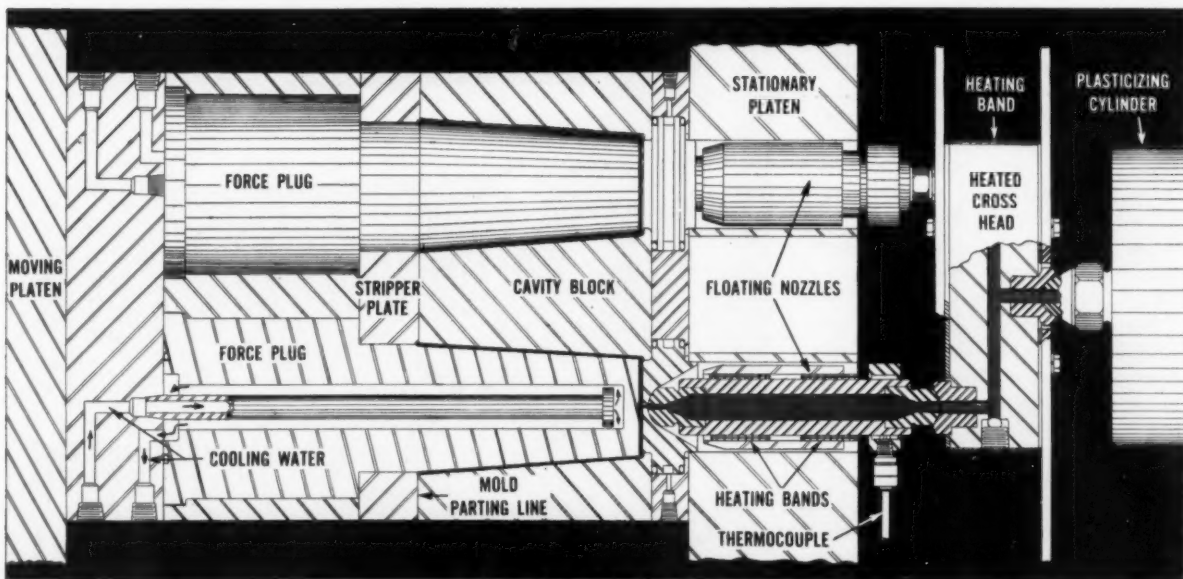 STATIONARY
PLATEN
HEATING
BAND
PLASTICIZING
CYLINDER
FORCE PLUG
HEATED
CROSS
HEAD
MOVING
PLATEN
STRIPPER
PLATE
CAVITY BLOCK
FLOATING NOZZLES
FORCE PLUG
COOLING WATER
MOLD
PARTING LINE
HEATING BANDS
THERMOCOUPLE